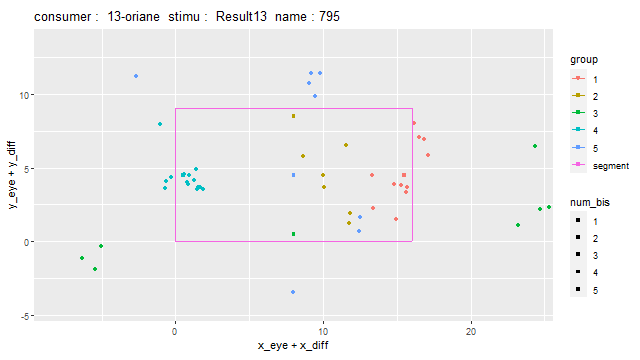 consumer : 13-oriane stimu : Result13 name : 795
10
5
0
-5
y_eye + y_diff
0
10
20
x_eye + x_diff
group
1
2
3
4
5
segment
num_bis
1
2
3
4
5